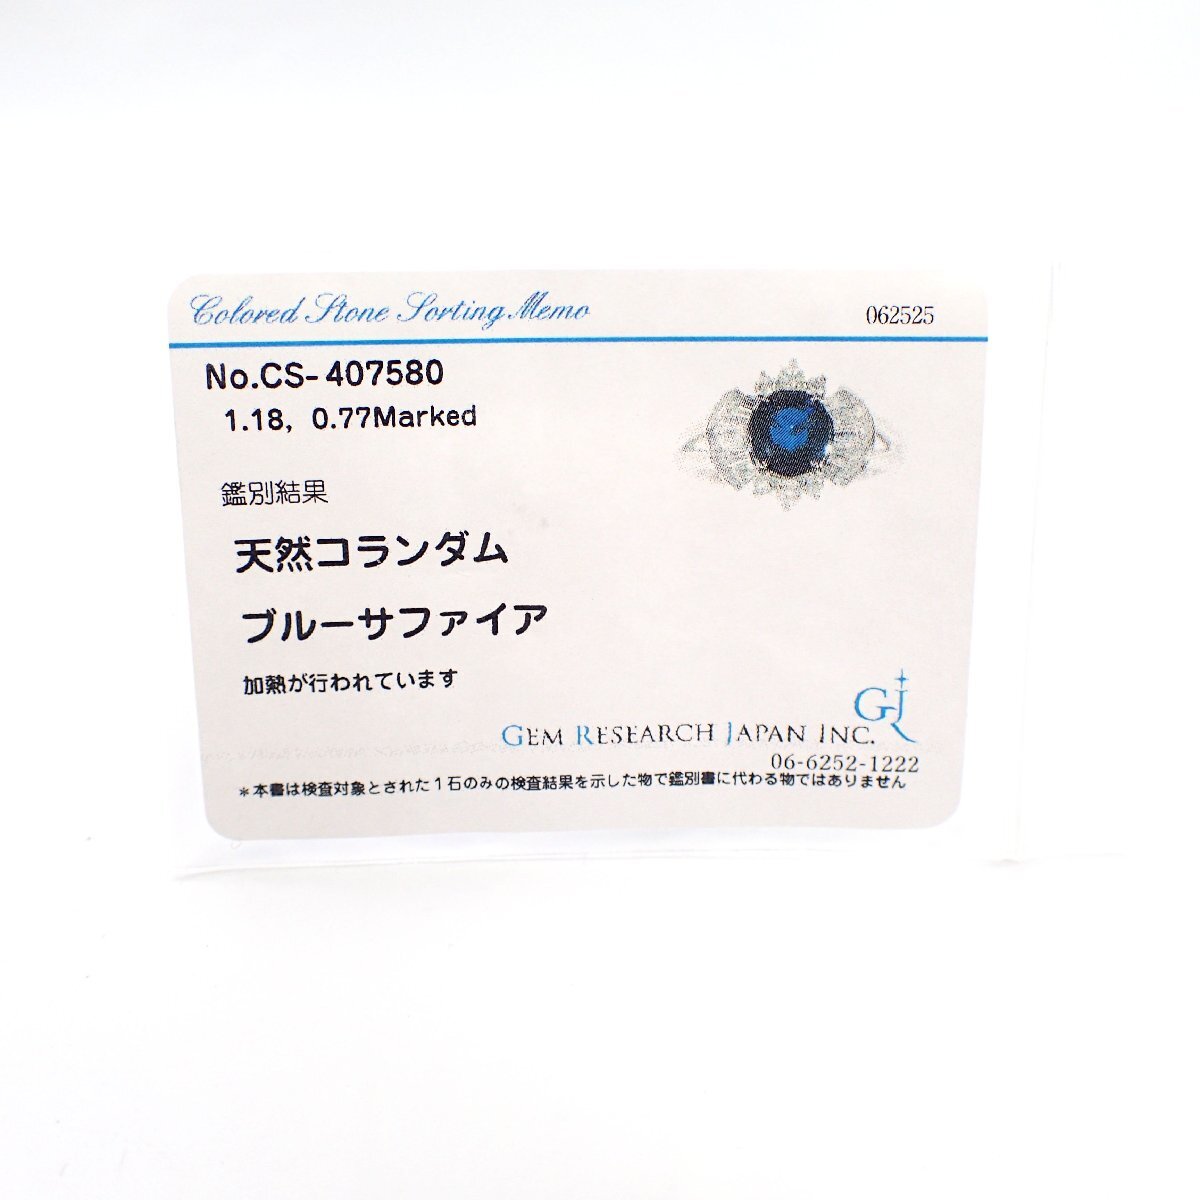 Colored Stone Sorting Memo
062525
No.CS-407580
1.18, 0.77Marked
鑑別結果
天然コランダム
ブルーサファイア
加熱が行われています
GJ
GEM RESEARCH JAPAN INC.
06-6252-1222
*本書は検査対象とされた1石のみの検査結果を示した物で鑑別書に代わる物ではありません